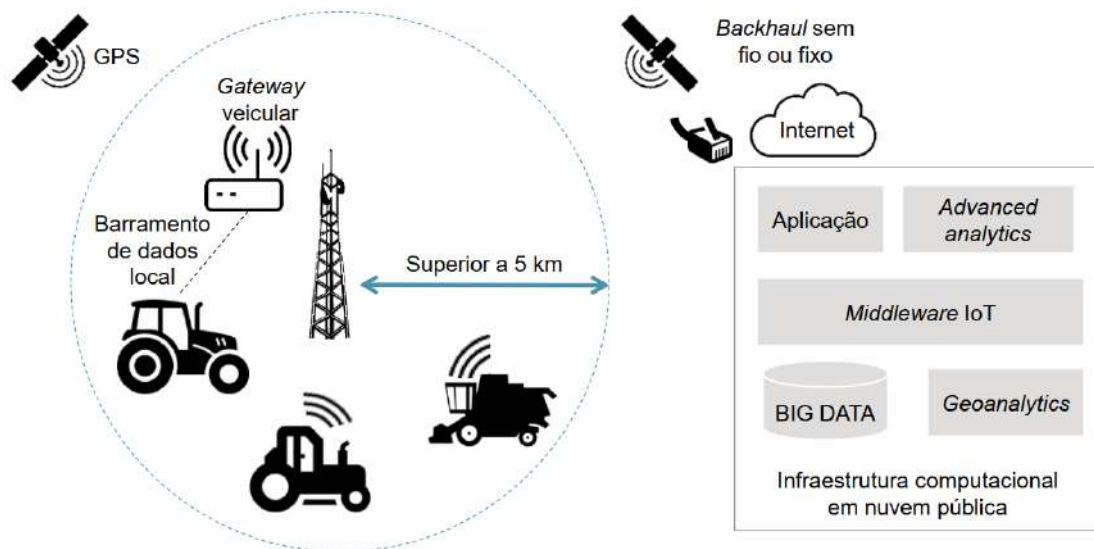 GPS
Gateway
veicular
Barramento
de dados
local
Superior a 5 km
Backhaul sem
fio ou fixo
Internet
Aplicação
Advanced
analytics
Middleware IoT
BIG DATA
Geoanalytics
Infraestrutura computacional
em nuvem pública